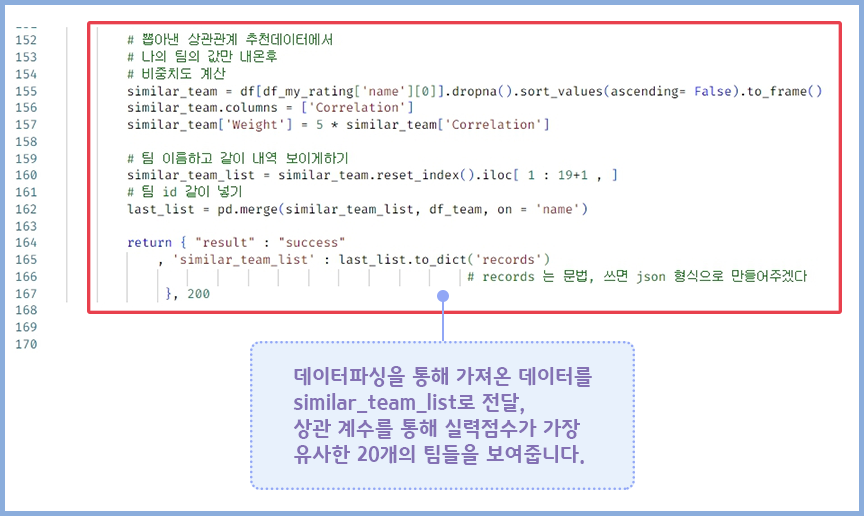 152 # 뽑아낸 상관관계 추천데이터에서
153 # 나의 팀의 값만 내온후
154 # 비중치도 계산
155 similar_team = df[df_my_rating['name'][0]].dropna().sort_values(ascending= False).to_frame()
156 similar_team.columns = ['Correlation']
157 similar_team['Weight'] = 5 * similar_team['Correlation']
158
159 # 팀 이름하고 같이 내역 보이게하기
160 similar_team_list = similar_team.reset_index().iloc[ 1 : 19+1 , ]
161 # 팀 id 같이 넣기
162 last_list = pd.merge(similar_team_list, df_team, on = 'name')
163
164 return { "result" : "success"
165 , 'similar_team_list' : last_list.to_dict('records')
166 # records 는 문법, 쓰면 json 형식으로 만들어주겠다
167 }, 200
168
169
170
데이터파싱을 통해 가져온 데이터를
similar_team_list로 전달,
상관 계수를 통해 실력점수가 가장
유사한 20개의 팀들을 보여줍니다.